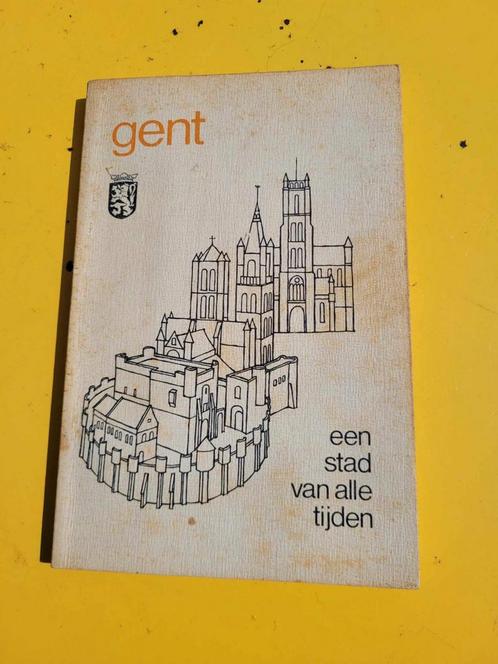 gent
een
stad
van alle
tijden